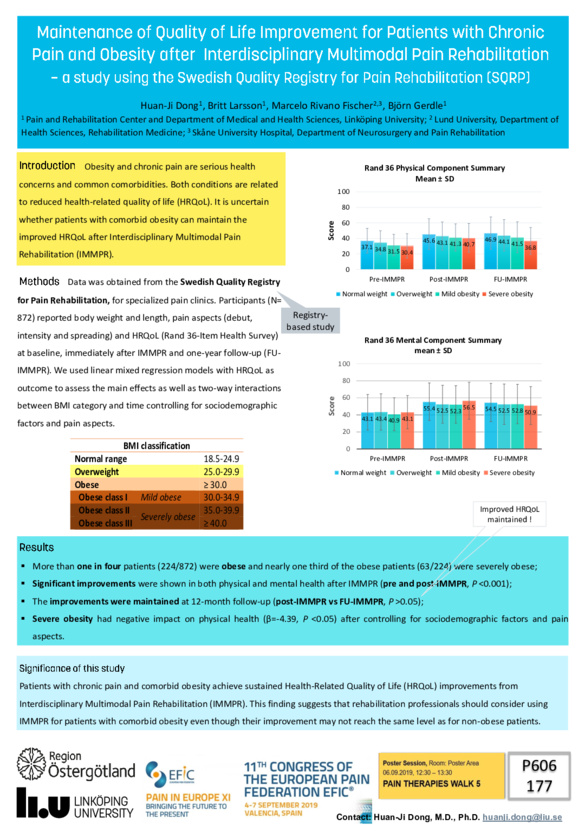 Maintenance of Quality of Life Improvement for Patients with Chronic
Pain and Obesity after Interdisciplinary Multimodal Pain Rehabilitation
– a study using the Swedish Quality Registry for Pain Rehabilitation (SQRP)
Huan-Ji Dong1, Britt Larsson1, Marcelo Rivano Fischer2,3, Björn Gerdle1
1 Pain and Rehabilitation Center and Department of Medical and Health Sciences, Linköping University; 2 Lund University, Department of
Health Sciences, Rehabilitation Medicine; 3 Skåne University Hospital, Department of Neurosurgery and Pain Rehabilitation
Introduction Obesity and chronic pain are serious health
concerns and common comorbidities. Both conditions are related
to reduced health-related quality of life (HRQoL). It is uncertain
whether patients with comorbid obesity can maintain the
improved HRQoL after Interdisciplinary Multimodal Pain
Rehabilitation (IMMPR).
Methods Data was obtained from the Swedish Quality Registry
for Pain Rehabilitation, for specialized pain clinics. Participants (N=
872) reported body weight and length, pain aspects (debut,
intensity and spreading) and HRQoL (Rand 36-Item Health Survey)
at baseline, immediately after IMMPR and one-year follow-up (FU-
IMMPR). We used linear mixed regression models with HRQoL as
outcome to assess the main effects as well as two-way interactions
between BMI category and time controlling for sociodemographic
factors and pain aspects.
Registry-
based study
BMI classification
Normal range 18.5-24.9
Overweight 25.0-29.9
Obese ≥ 30.0
Obese class I Mild obese 30.0-34.9
Obese class II 35.0-39.9
Severely obese
Obese class III ≥ 40.0
Rand 36 Physical Component Summary
Mean ± SD
Score
100
80
60
40
20
0
37.1 34.8 31.5 30.4
45.6 43.1 41.3 40.7
46.9 44.1 41.5 36.8
Pre-IMMPR Post-IMMPR FU-IMMPR
Normal weight Overweight Mild obesity Severe obesity
Rand 36 Mental Component Summary
mean ± SD
Score
100
80
60
40
20
0
43.1 43.4 40.9 43.1
55.4 52.5 52.3 56.5
54.5 52.5 52.8 50.9
Pre-IMMPR Post-IMMPR FU-IMMPR
Normal weight Overweight Mild obesity Severe obesity
Improved HRQoL
maintained !
Results
▪ More than one in four patients (224/872) were obese and nearly one third of the obese patients (63/224) were severely obese;
▪ Significant improvements were shown in both physical and mental health after IMMPR (pre and post-IMMPR, P <0.001);
▪ The improvements were maintained at 12-month follow-up (post-IMMPR vs FU-IMMPR, P >0.05);
▪ Severe obesity had negative impact on physical health (β=-4.39, P <0.05) after controlling for sociodemographic factors and pain
aspects.
Significance of this study
Patients with chronic pain and comorbid obesity achieve sustained Health-Related Quality of Life (HRQoL) improvements from
Interdisciplinary Multimodal Pain Rehabilitation (IMMPR). This finding suggests that rehabilitation professionals should consider using
IMMPR for patients with comorbid obesity even though their improvement may not reach the same level as for non-obese patients.
Region
Östergötland
LiU LINKÖPING
UNIVERSITY
EFIC
PAIN IN EUROPE XI
BRINGING THE FUTURE TO
THE PRESENT
11TH CONGRESS OF
THE EUROPEAN PAIN
FEDERATION EFIC®
4-7 SEPTEMBER 2019
VALENCIA, SPAIN
Poster Session, Room: Poster Area
06.09.2019, 12:30 – 13:30
PAIN THERAPIES WALK 5
P606
177
Contact: Huan-Ji Dong, M.D., Ph.D. huanji.dong@liu.se